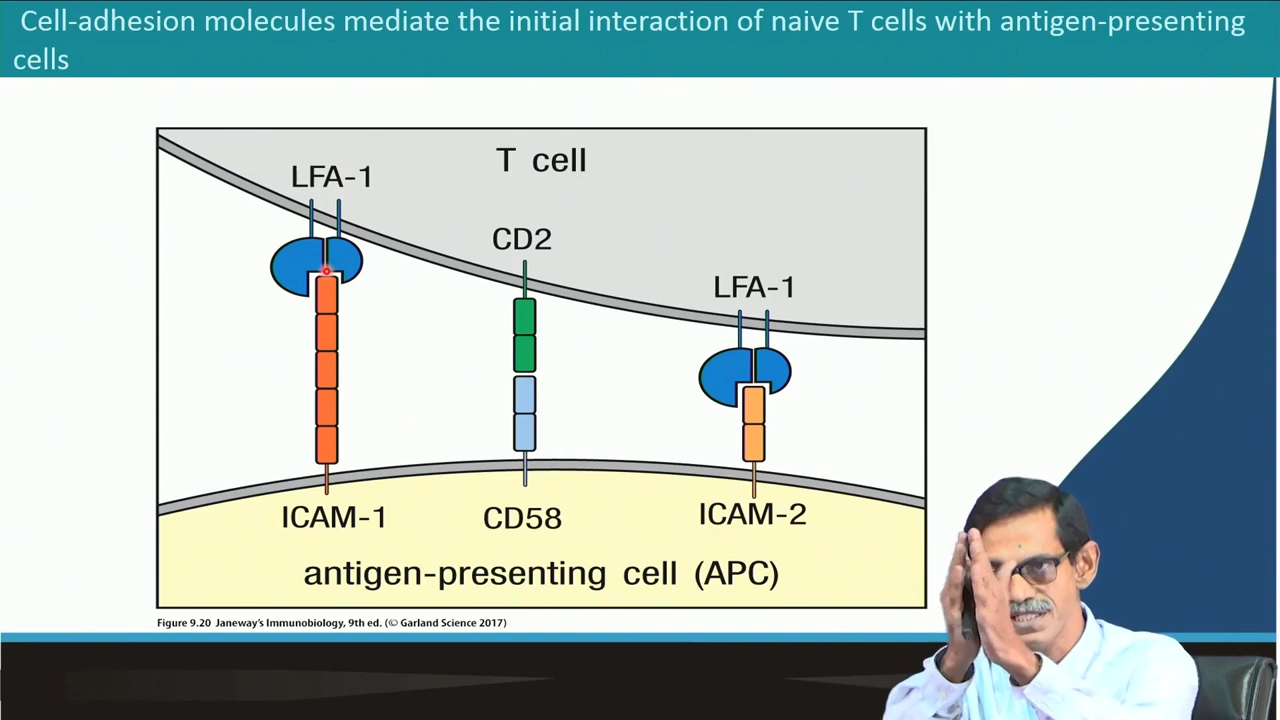 Cell-adhesion molecules mediate the initial interaction of naive T cells with antigen-presenting
cells
T cell
LFA-1
CD2
LFA-1
ICAM-1
CD58
ICAM-2
antigen-presenting cell (APC)
Figure 9.20 Janeway's Immunobiology, 9th ed. (© Garland Science 2017)